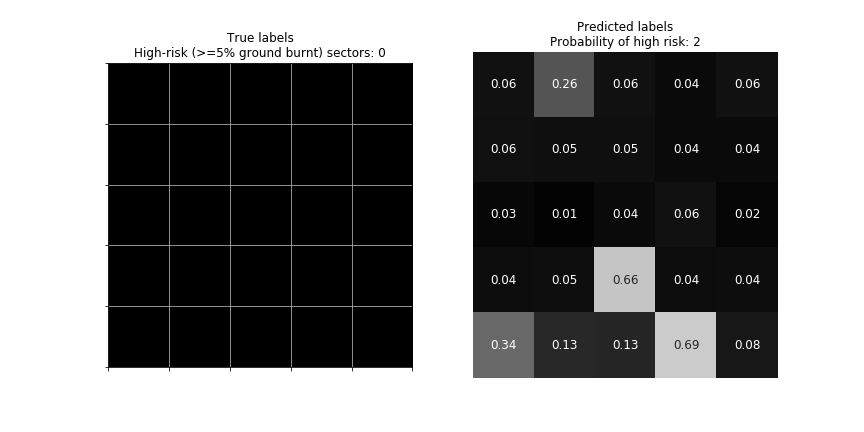 True labels
High-risk (>=5% ground burnt) sectors: 0
Predicted labels
Probability of high risk: 2
0.06 0.26 0.06 0.04 0.06
0.06 0.05 0.05 0.04 0.04
0.03 0.01 0.04 0.06 0.02
0.04 0.05 0.66 0.04 0.04
0.34 0.13 0.13 0.69 0.08